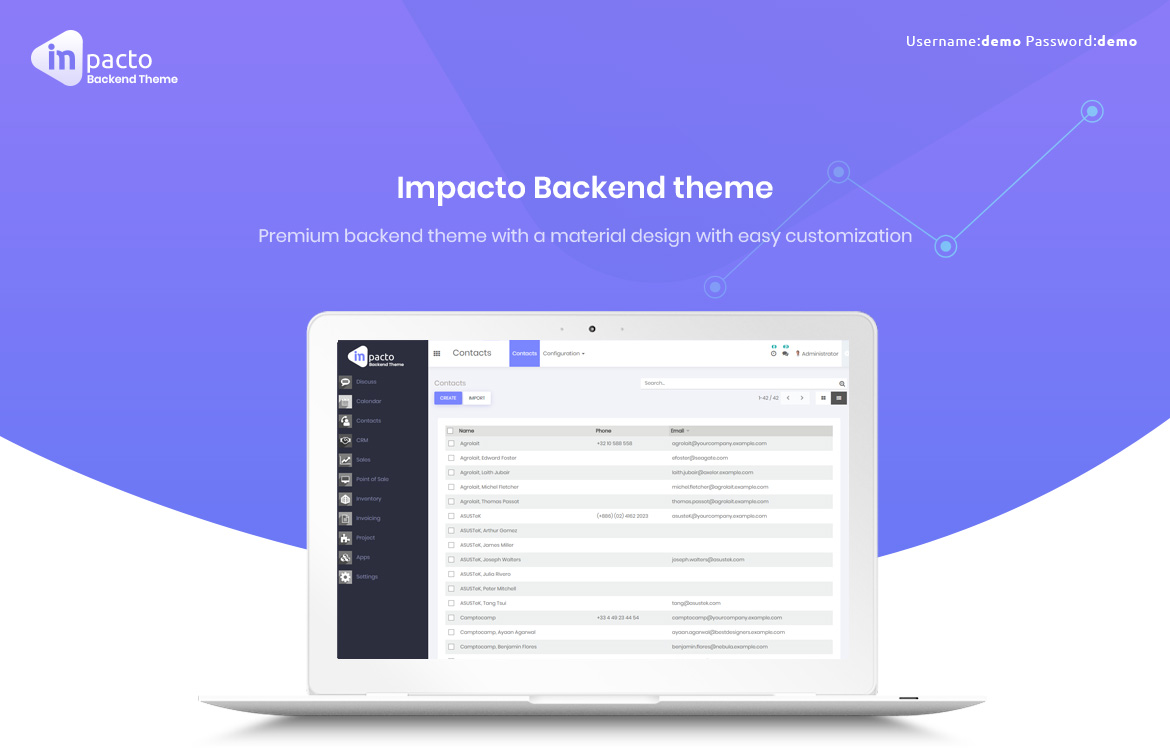 inpacto
Backend Theme
Username:demo Password:demo
Impacto Backend theme
Premium backend theme with a material design with easy customization
inpacto
Backend Theme
Contacts
Contacts
Configuration
Administrator
Discuss
Calendar
Contacts
CRM
Sales
Point of Sale
Inventory
Invoicing
Project
Apps
Settings
Contacts
Search...
CREATE IMPORT
1-42 / 42
Name Phone Email
Agrolait +32 10 588 558 agrolait@yourcompany.example.com
Agrolait, Edward Foster efoster@seagate.com
Agrolait, Laith Jubair laith.jubair@axelor.example.com
Agrolait, Michel Fletcher michel.fletcher@agrolait.example.com
Agrolait, Thomas Passot thomas.passot@agrolait.example.com
ASUSTeK (+886) (02) 4162 2023 asustek@yourcompany.example.com
ASUSTeK, Arthur Gomez
ASUSTeK, James Miller
ASUSTeK, Joseph Walters joseph.walters@asustek.com
ASUSTeK, Julia Rivero
ASUSTeK, Peter Mitchell
ASUSTeK, Tang Tsui tang@asustek.com
Camptocamp +33 4 49 23 44 54 camptocamp@yourcompany.example.com
Camptocamp, Ayaan Agarwal ayaan.agarwal@bestdesigners.example.com
Camptocamp, Benjamin Flores benjamin.flores@nebula.example.com